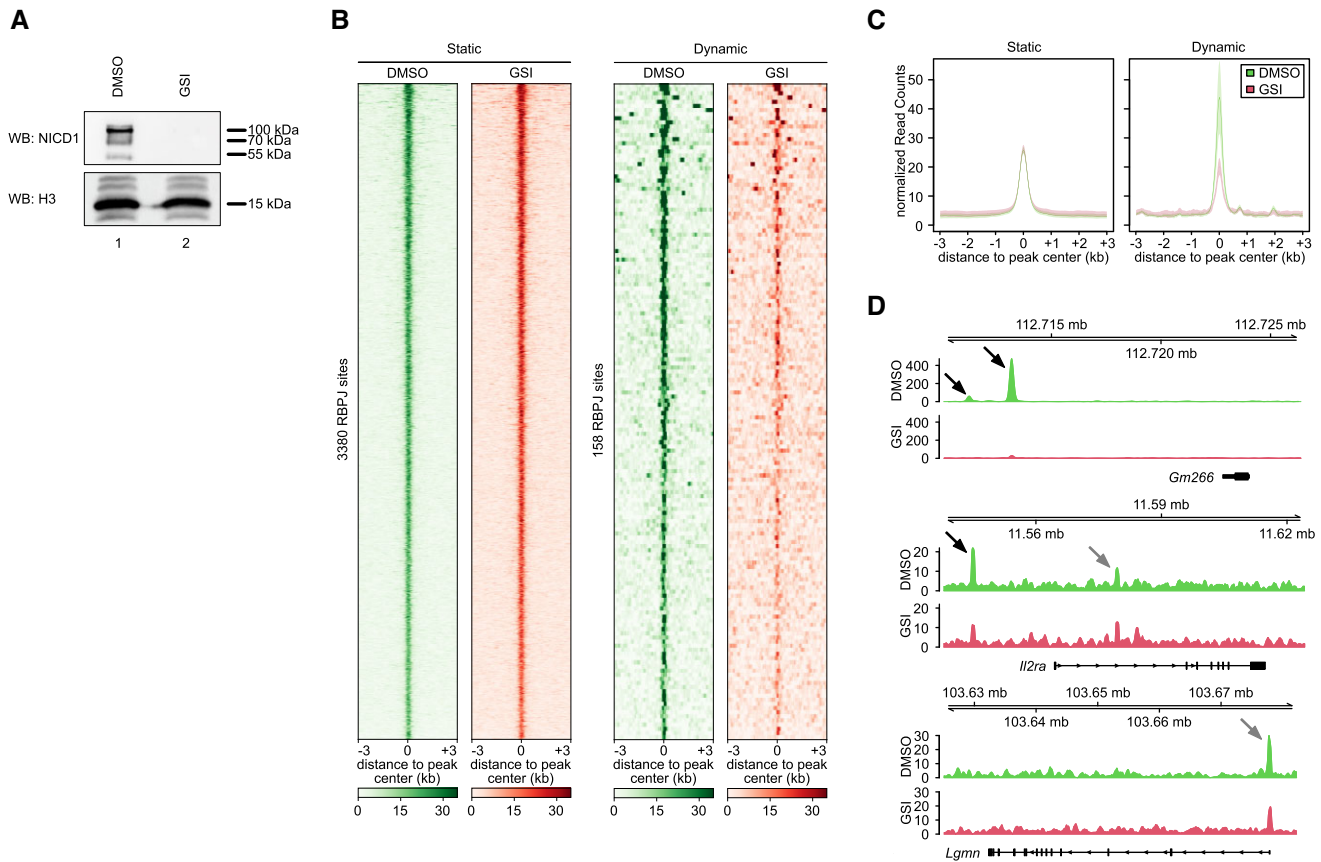 A
DMSO
GSI
WB: NICD1
100 kDa
70 kDa
55 kDa
WB: H3
15 kDa
1 2
B
Static
DMSO GSI
3380 RBPJ sites
-3 0 +3 -3 0 +3
distance to peak center (kb)
distance to peak center (kb)
0 15 30 0 15 30
Dynamic
DMSO GSI
158 RBPJ sites
-3 0 +3 -3 0 +3
distance to peak center (kb)
distance to peak center (kb)
0 15 30 0 15 30
C
Static Dynamic
normalized Read Counts
50
40
30
20
10
0
DMSO
GSI
-3 -2 -1 0 +1 +2 +3
-3 -2 -1 0 +1 +2 +3
distance to peak center (kb)
distance to peak center (kb)
D
112.715 mb 112.725 mb
112.720 mb
DMSO
400
200
0
GSI
400
200
0
Gm266
11.59 mb
11.56 mb 11.62 mb
DMSO
20
10
0
GSI
20
10
0
Il2ra
103.63 mb 103.65 mb 103.67 mb
103.64 mb 103.66 mb
DMSO
30
20
10
0
GSI
30
20
10
0
Lgmn